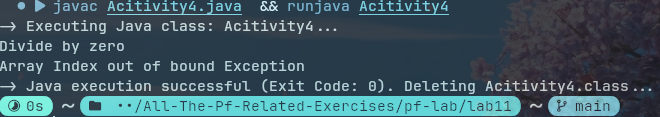 javac Acitivity4.java && runjava Acitivity4
-> Executing Java class: Acitivity4...
Divide by zero
Array Index out of bound Exception
-> Java execution successful (Exit Code: 0). Deleting Acitivity4.class...
0s ~ ··/All-The-Pf-Related-Exercises/pf-lab/lab11 ~ main